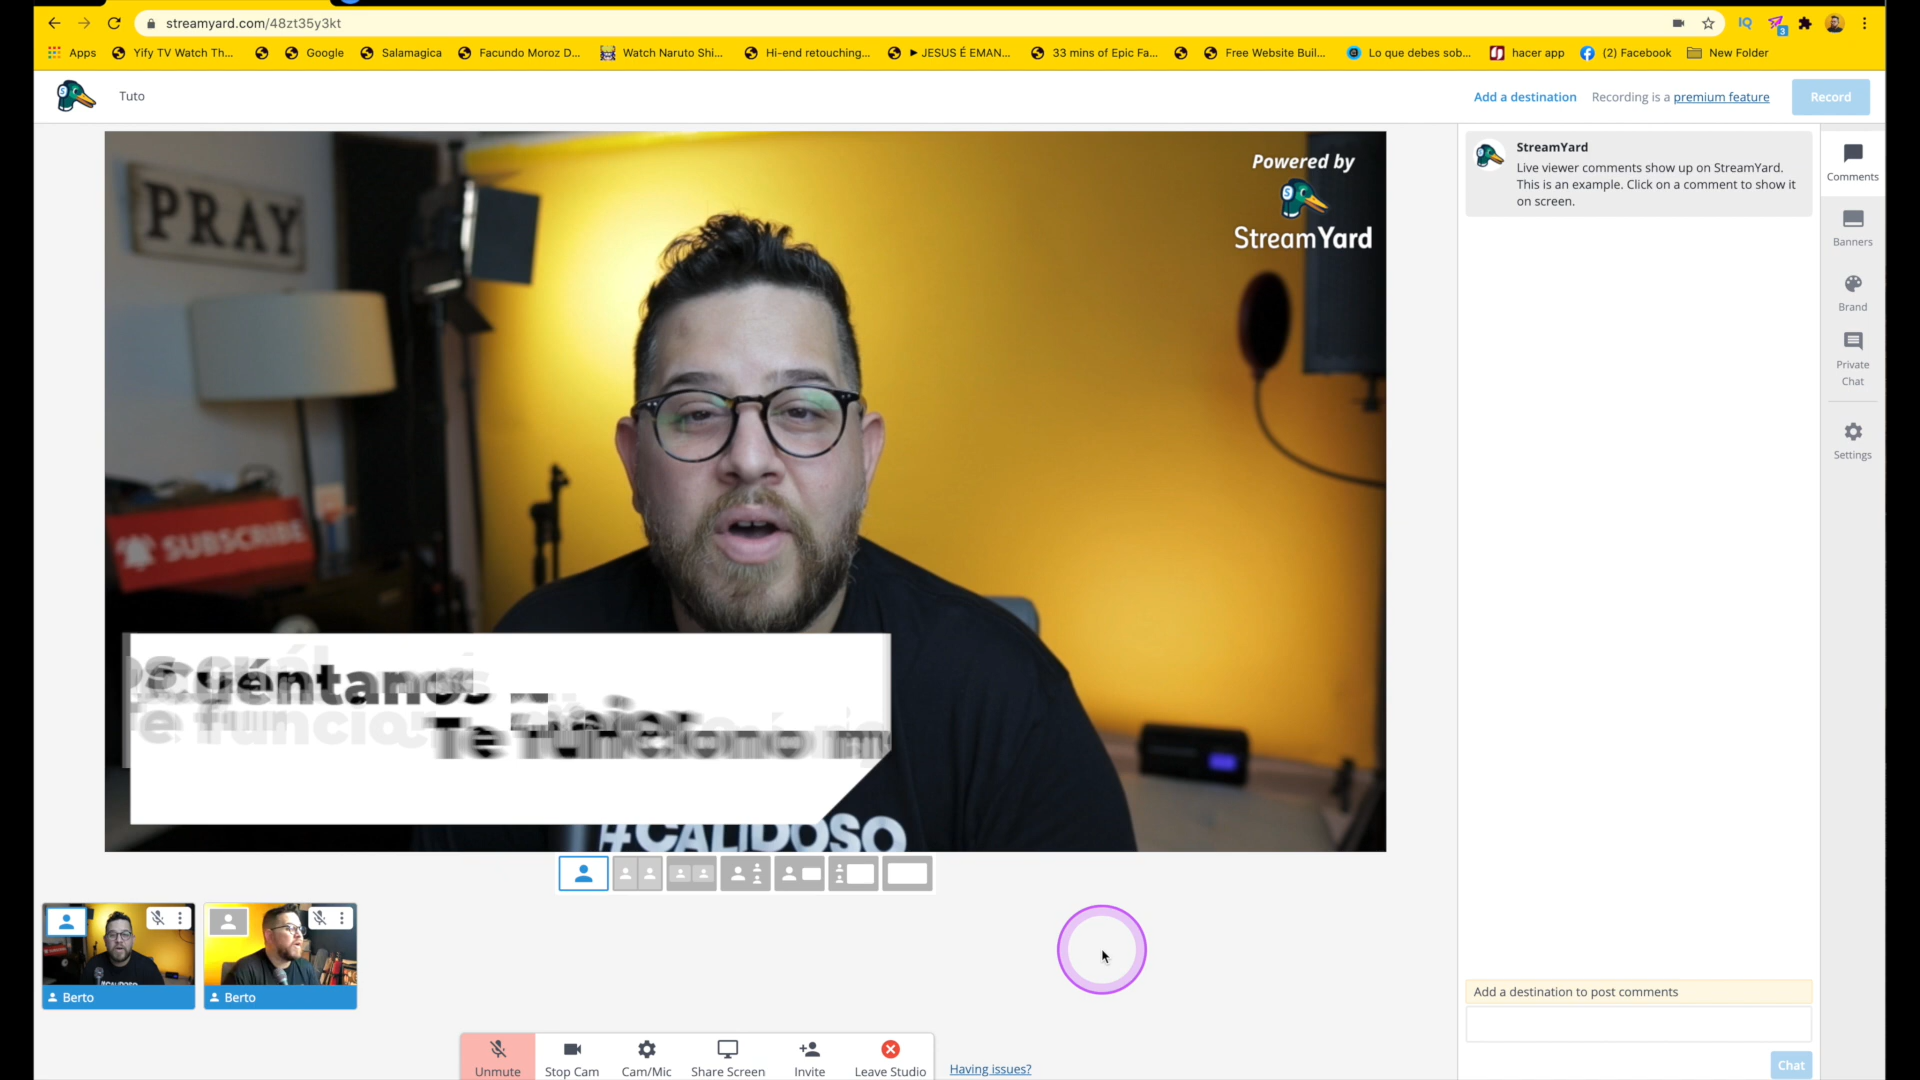 streamyard.com/48zt35y3kt
Apps
Yify TV Watch Th...
Google
Salamagica
Facundo Moroz D...
Watch Naruto Shi...
Hi-end retouching...
► JESUS É EMAN...
33 mins of Epic Fa...
Free Website Buil...
Lo que debes sob...
hacer app
(2) Facebook
New Folder
Tuto
Add a destination
Recording is a premium feature
Record
PRAY
SUBSCRIBE
Powered by
StreamYard
Cuéntanos
Te funcionó
#CALIDOSO
StreamYard
Live viewer comments show up on StreamYard.
This is an example. Click on a comment to show it
on screen.
Comments
Banners
Brand
Private
Chat
Settings
Berto
Berto
Add a destination to post comments
Chat
Unmute
Stop Cam
Cam/Mic
Share Screen
Invite
Leave Studio
Having issues?